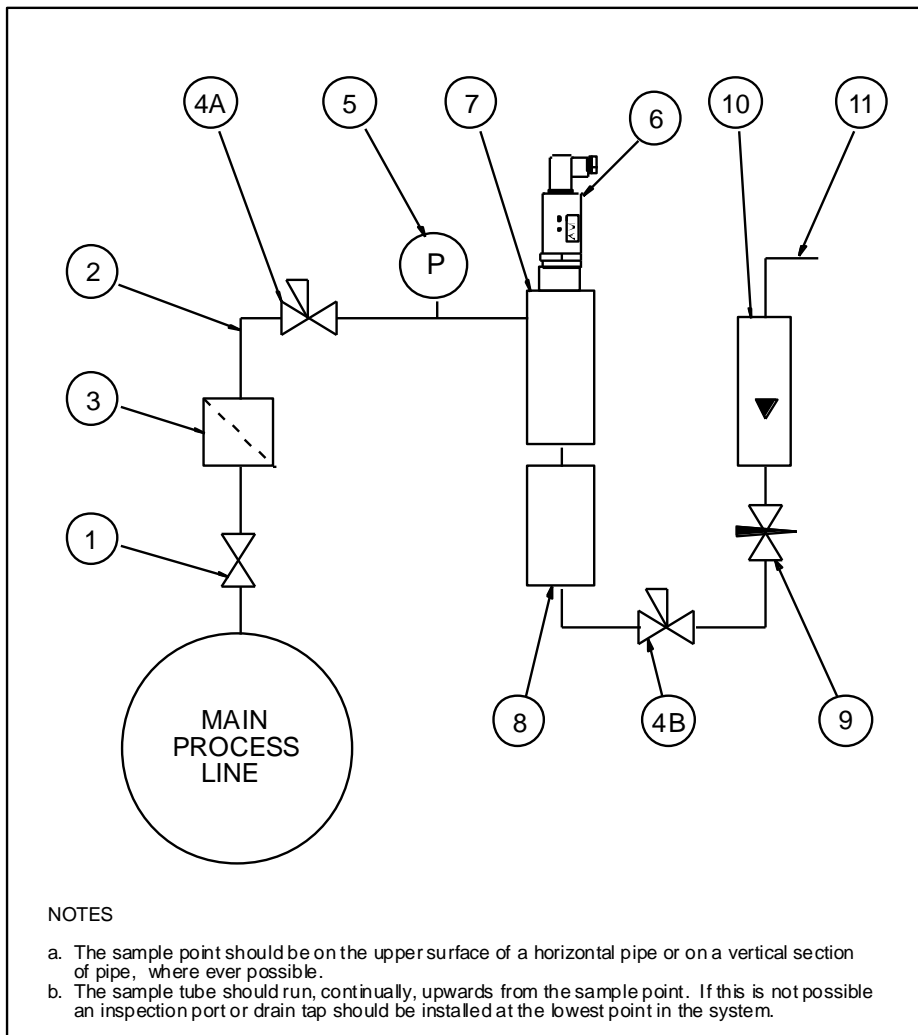 4A
5
7
6
10
11
P
2
3
1
MAIN
PROCESS
LINE
8
4B
9
NOTES
a. The sample point should be on the upper surface of a horizontal pipe or on a vertical section
of pipe, where ever possible.
b. The sample tube should run, continually, upwards from the sample point. If this is not possible
an inspection port or drain tap should be installed at the lowest point in the system.